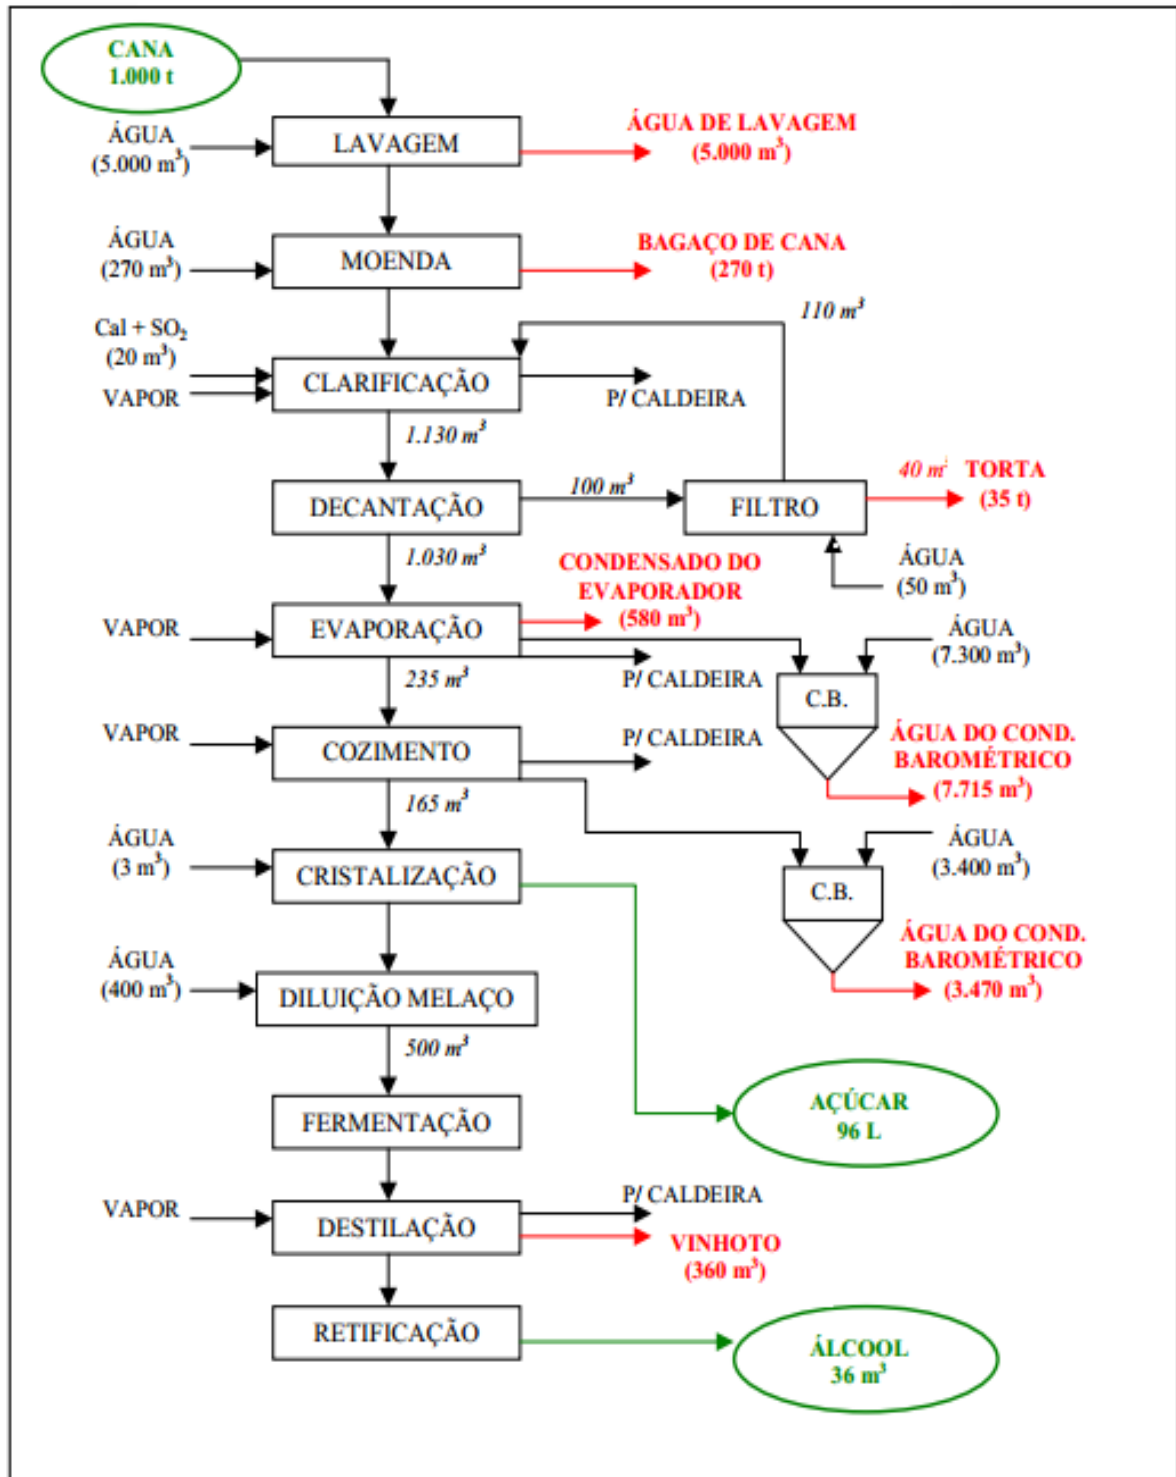 CANA
1.000 t
ÁGUA
(5.000 m³)
LAVAGEM
ÁGUA DE LAVAGEM
(5.000 m³)
ÁGUA
(270 m³)
MOENDA
BAGAÇO DE CANA
(270 t)
110 m³
Cal + SO₂
(20 m³)
VAPOR
CLARIFICAÇÃO
P/ CALDEIRA
1.130 m³
DECANTAÇÃO
100 m³
FILTRO
40 m³ TORTA
(35 t)
ÁGUA
(50 m³)
1.030 m³
CONDENSADO DO
EVAPORADOR
(580 m³)
VAPOR
EVAPORAÇÃO
P/ CALDEIRA
ÁGUA
(7.300 m³)
C.B.
235 m³
ÁGUA DO COND.
BAROMÉTRICO
(7.715 m³)
VAPOR
COZIMENTO
P/ CALDEIRA
165 m³
ÁGUA
(3.400 m³)
C.B.
ÁGUA
(3 m³)
CRISTALIZAÇÃO
ÁGUA DO COND.
BAROMÉTRICO
(3.470 m³)
ÁGUA
(400 m³)
DILUIÇÃO MELAÇO
500 m³
AÇÚCAR
96 L
FERMENTAÇÃO
VAPOR
DESTILAÇÃO
P/ CALDEIRA
VINHOTO
(360 m³)
RETIFICAÇÃO
ÁLCOOL
36 m³